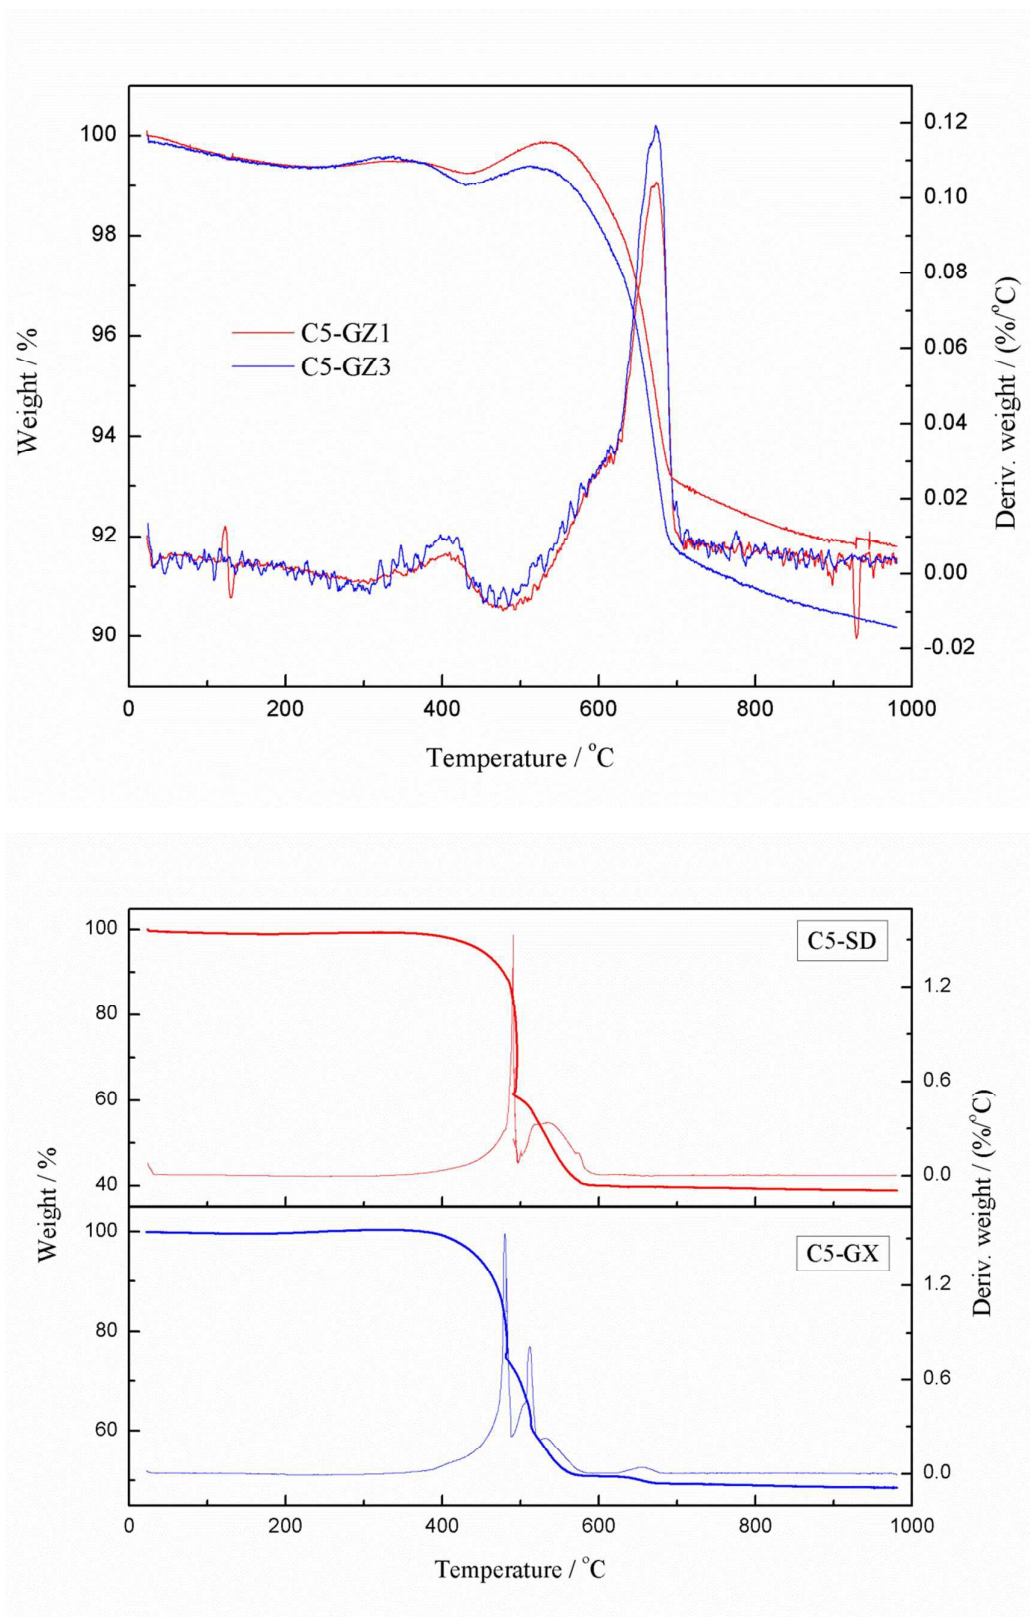 100
98
96
94
92
90
Weight / %
C5-GZ1
C5-GZ3
0.12
0.10
0.08
0.06
0.04
0.02
0.00
-0.02
Deriv. weight / (%/°C)
0 200 400 600 800 1000
Temperature / °C
100
80
60
40
C5-SD
1.2
0.6
0.0
100
80
60
C5-GX
1.2
0.6
0.0
Weight / %
Deriv. weight / (%/°C)
0 200 400 600 800 1000
Temperature / °C